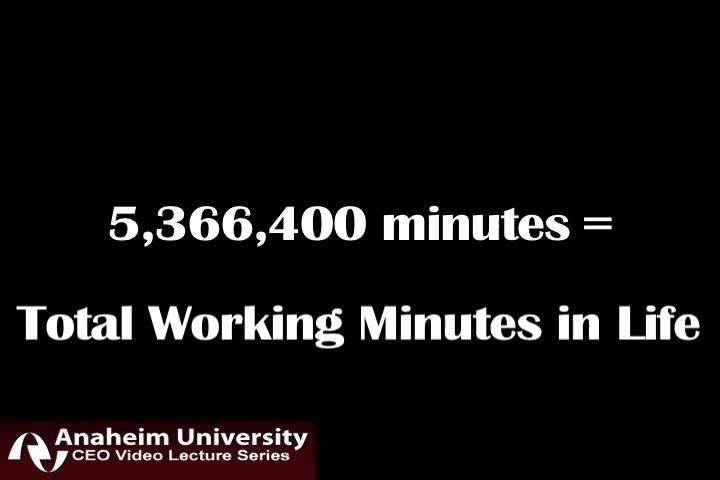 5,366,400 minutes =
Total Working Minutes in Life
Anaheim University
CEO Video Lecture Series